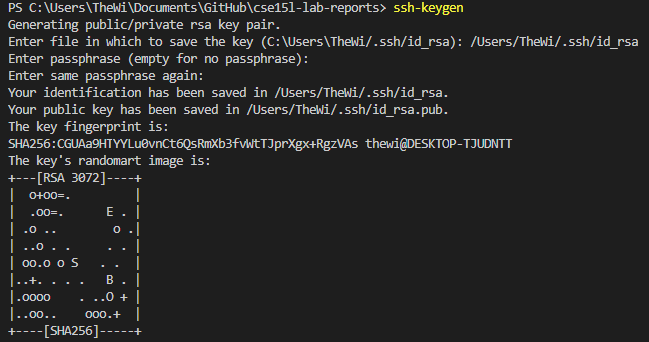 PS C:\Users\TheWi\Documents\GitHub\cse15l-lab-reports> ssh-keygen
Generating public/private rsa key pair.
Enter file in which to save the key (C:\Users\TheWi/.ssh/id_rsa): /Users/TheWi/.ssh/id_rsa
Enter passphrase (empty for no passphrase):
Enter same passphrase again:
Your identification has been saved in /Users/TheWi/.ssh/id_rsa.
Your public key has been saved in /Users/TheWi/.ssh/id_rsa.pub.
The key fingerprint is:
SHA256:CGUAa9HTYYLu0vnCt6QsRmXb3fvWtTJprXgx+RgzVAs thewi@DESKTOP-TJUDNTT
The key's randomart image is:
+---[RSA 3072]----+
|  o+oo=.         |
|  .oo=.      E . |
| .o ..        o .|
|  ..o . .    . . |
| oo.o o S   . .  |
|..+. . . .   B . |
|.oooo    . ..O + |
|..oo..    ooo.+  |
+----[SHA256]-----+